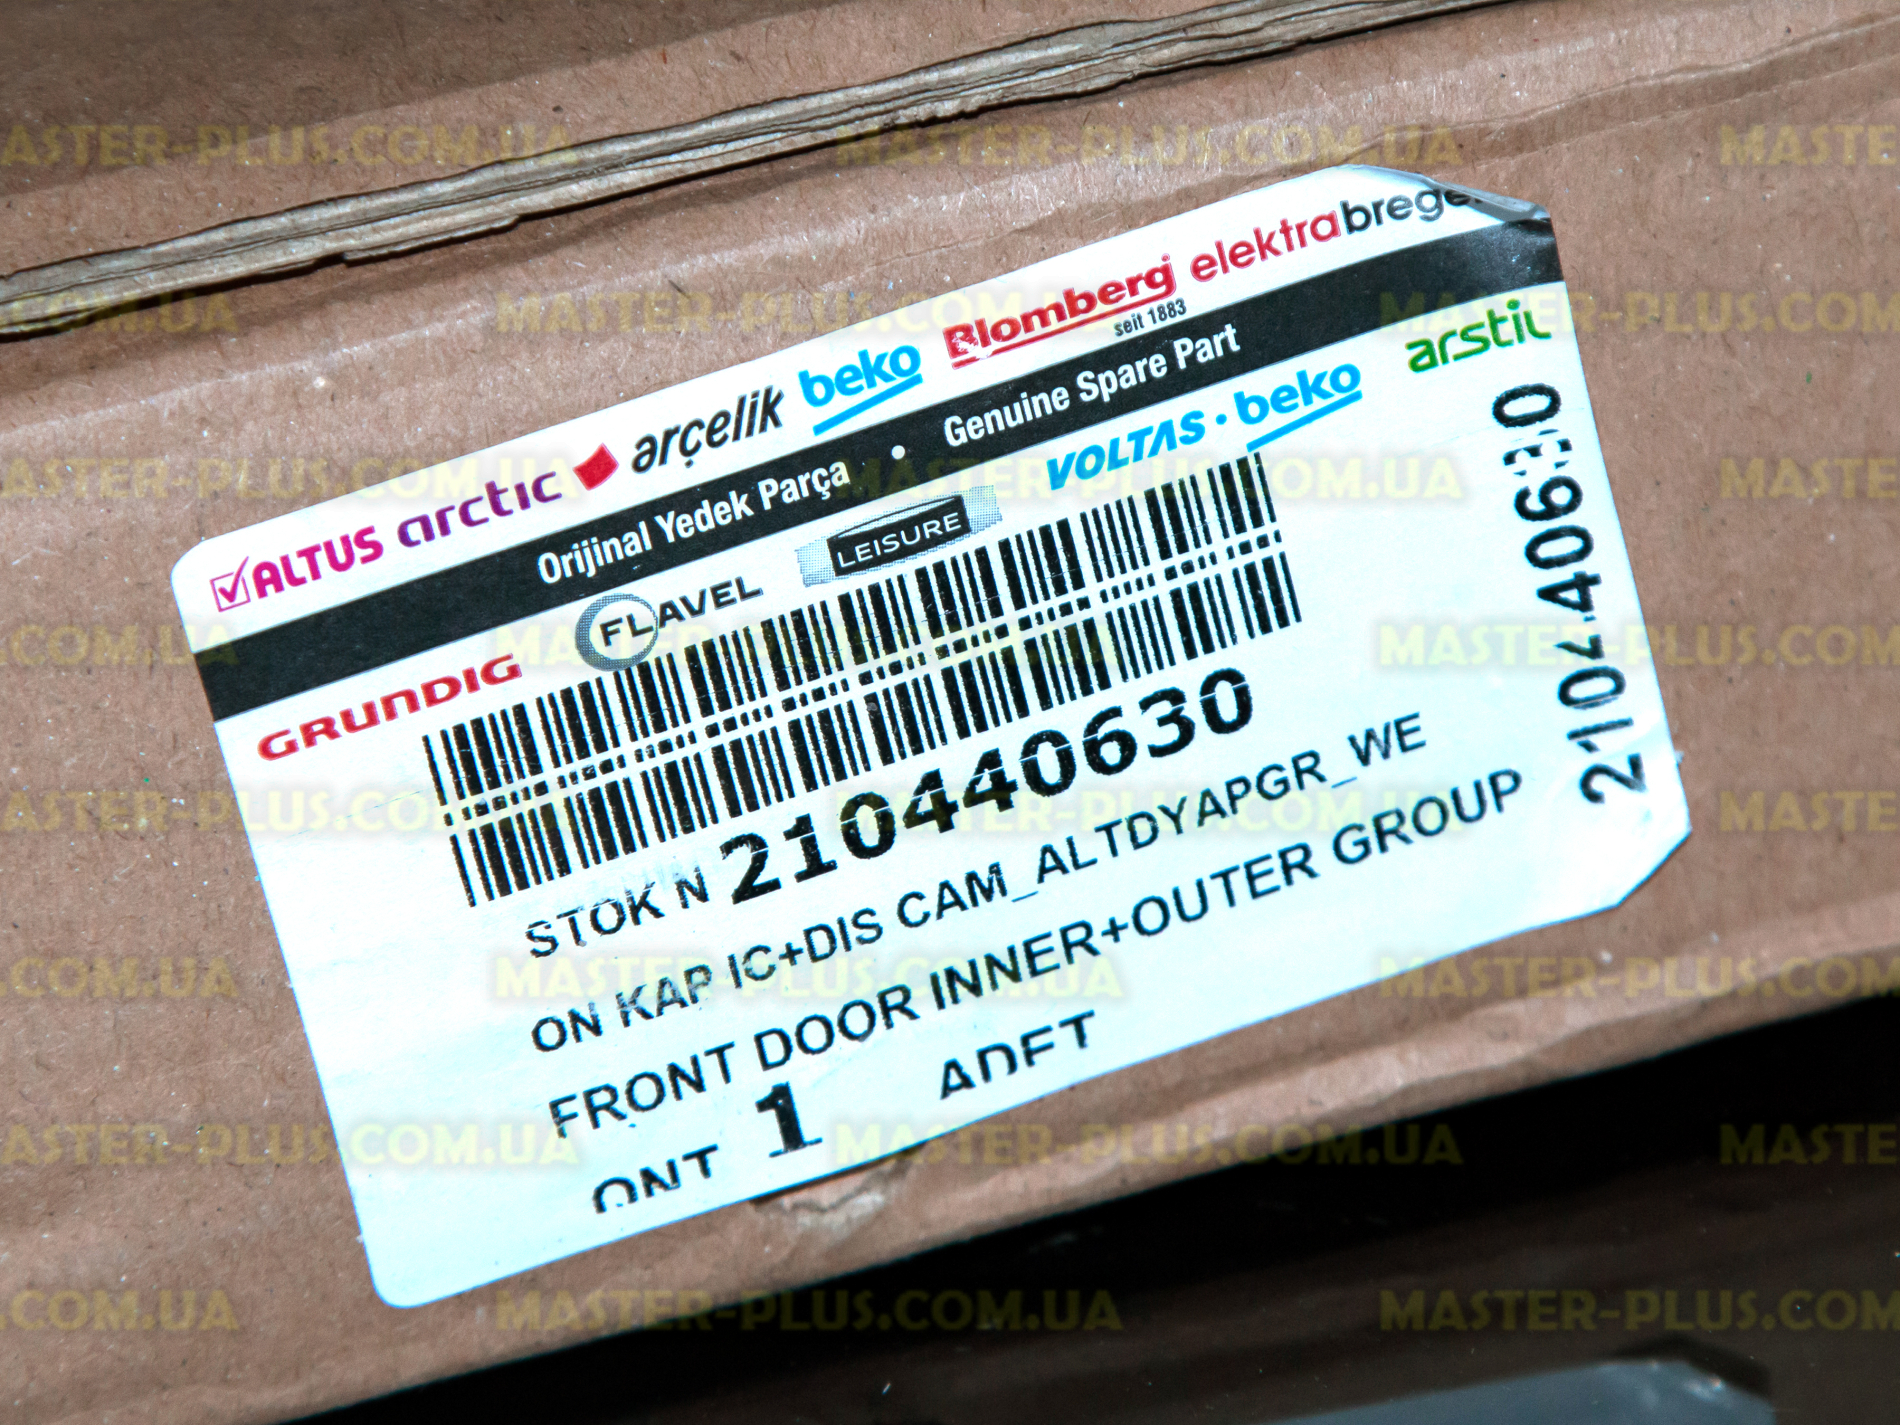 ALTUS arctic arçelik beko Blomberg elektrabrege
seit 1883
Orijinal Yedek Parça • Genuine Spare Part
GRUNDIG FLAVEL LEISURE VOLTAS · beko arstil
210440630
STOK N 210440630
ON KAP IC+DIS CAM_ALTDYAPGR_WE
FRONT DOOR INNER+OUTER GROUP
QNT 1 ADET
MASTER-PLUS.COM.UA